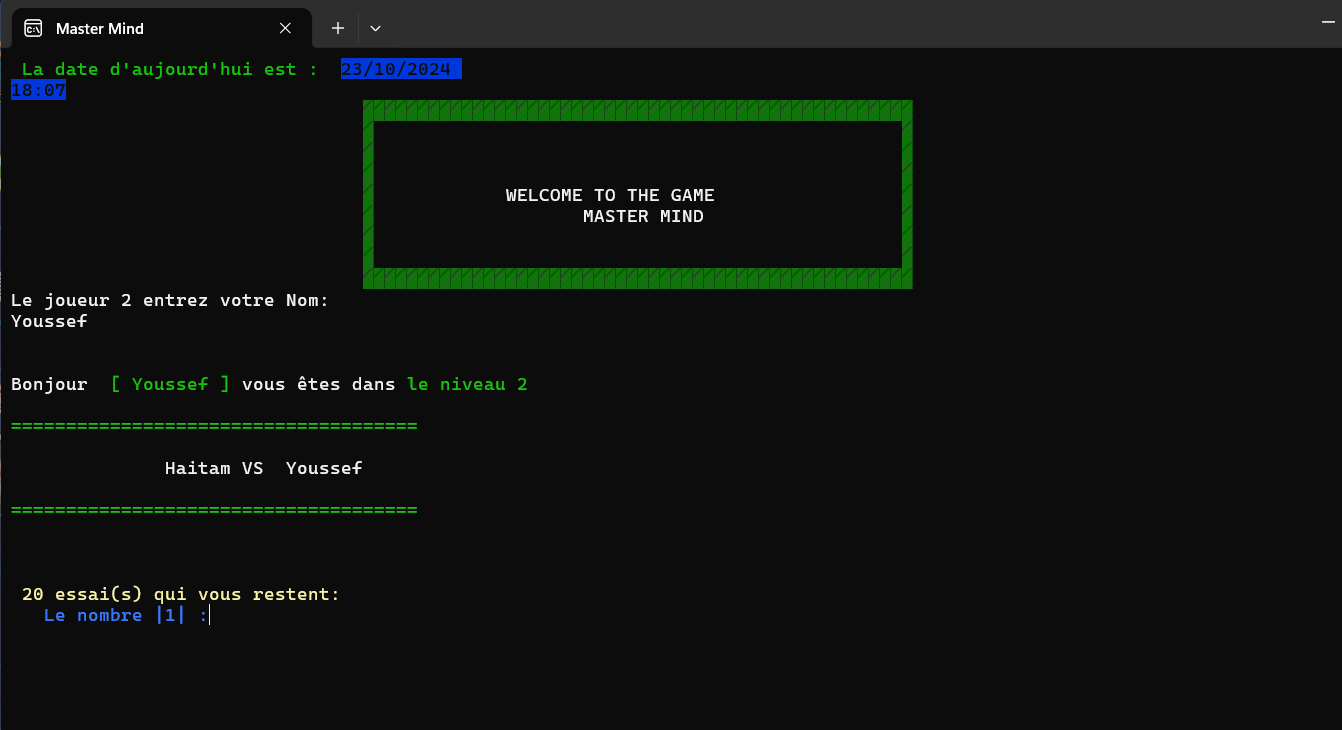 Master Mind
La date d'aujourd'hui est : 23/10/2024
18:07
WELCOME TO THE GAME
MASTER MIND
Le joueur 2 entrez votre Nom:
Youssef
Bonjour [ Youssef ] vous êtes dans le niveau 2
=====================================
Haitam VS Youssef
=====================================
20 essai(s) qui vous restent:
Le nombre |1| :